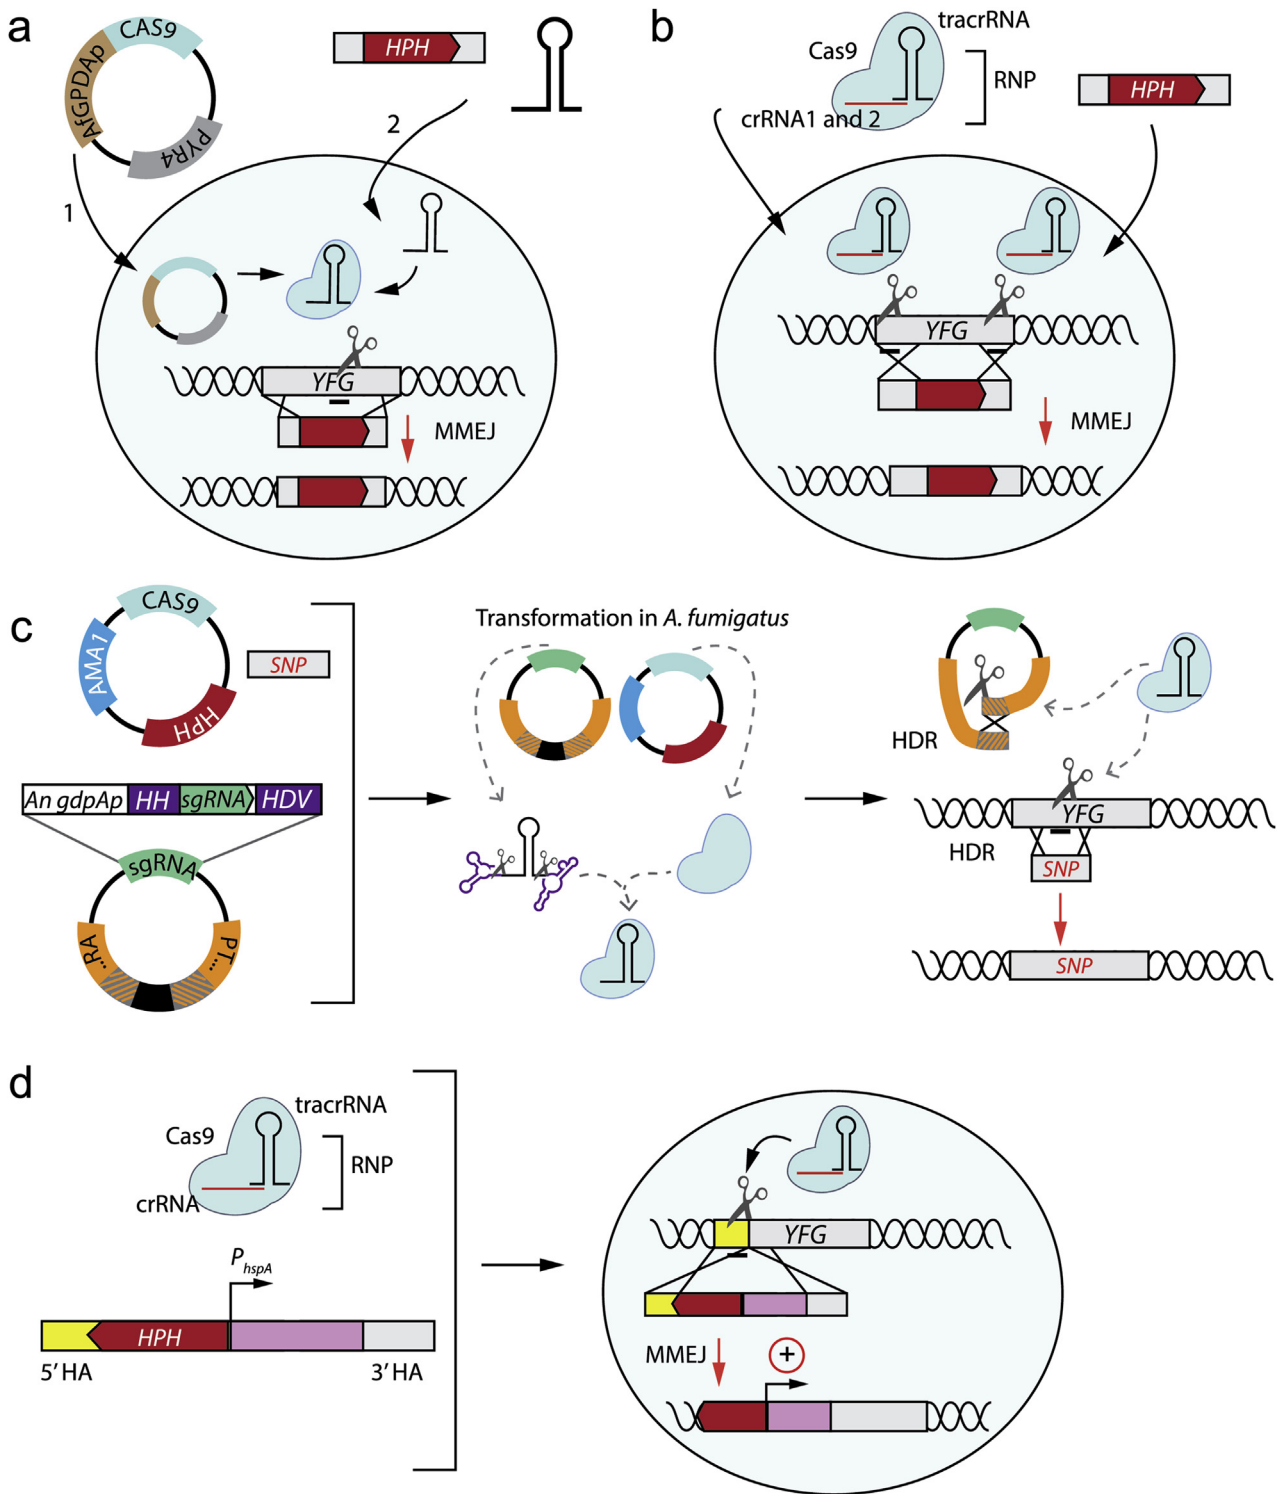 a
CAS9
AfGPDAp
PYR4
HPH
1
2
YFG
MMEJ
b
tracrRNA
Cas9
RNP
crRNA1 and 2
HPH
YFG
MMEJ
c
CAS9
AMA1
HPH
SNP
An gdpAp HH sgRNA HDV
sgRNA
...RA
PT...
Transformation in A. fumigatus
HDR
YFG
HDR
SNP
SNP
d
tracrRNA
Cas9
RNP
crRNA
PhspA
HPH
5' HA
3' HA
YFG
MMEJ
+